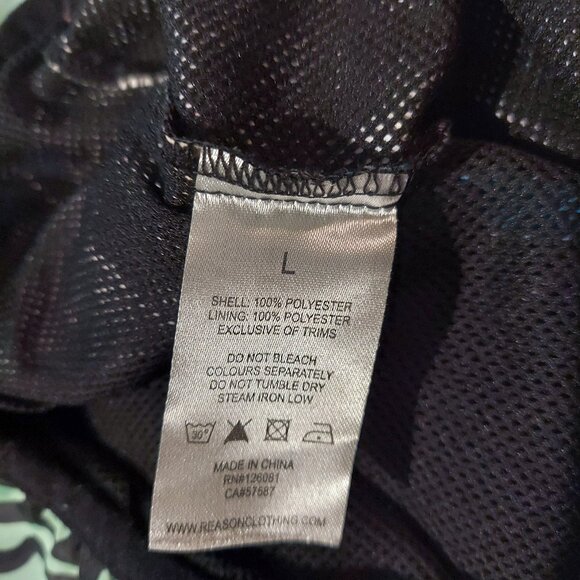 L
SHELL: 100% POLYESTER
LINING: 100% POLYESTER
EXCLUSIVE OF TRIMS
DO NOT BLEACH
COLOURS SEPARATELY
DO NOT TUMBLE DRY
STEAM IRON LOW
30°
MADE IN CHINA
RN#126081
CA#57587
WWW.REASONCLOTHING.COM